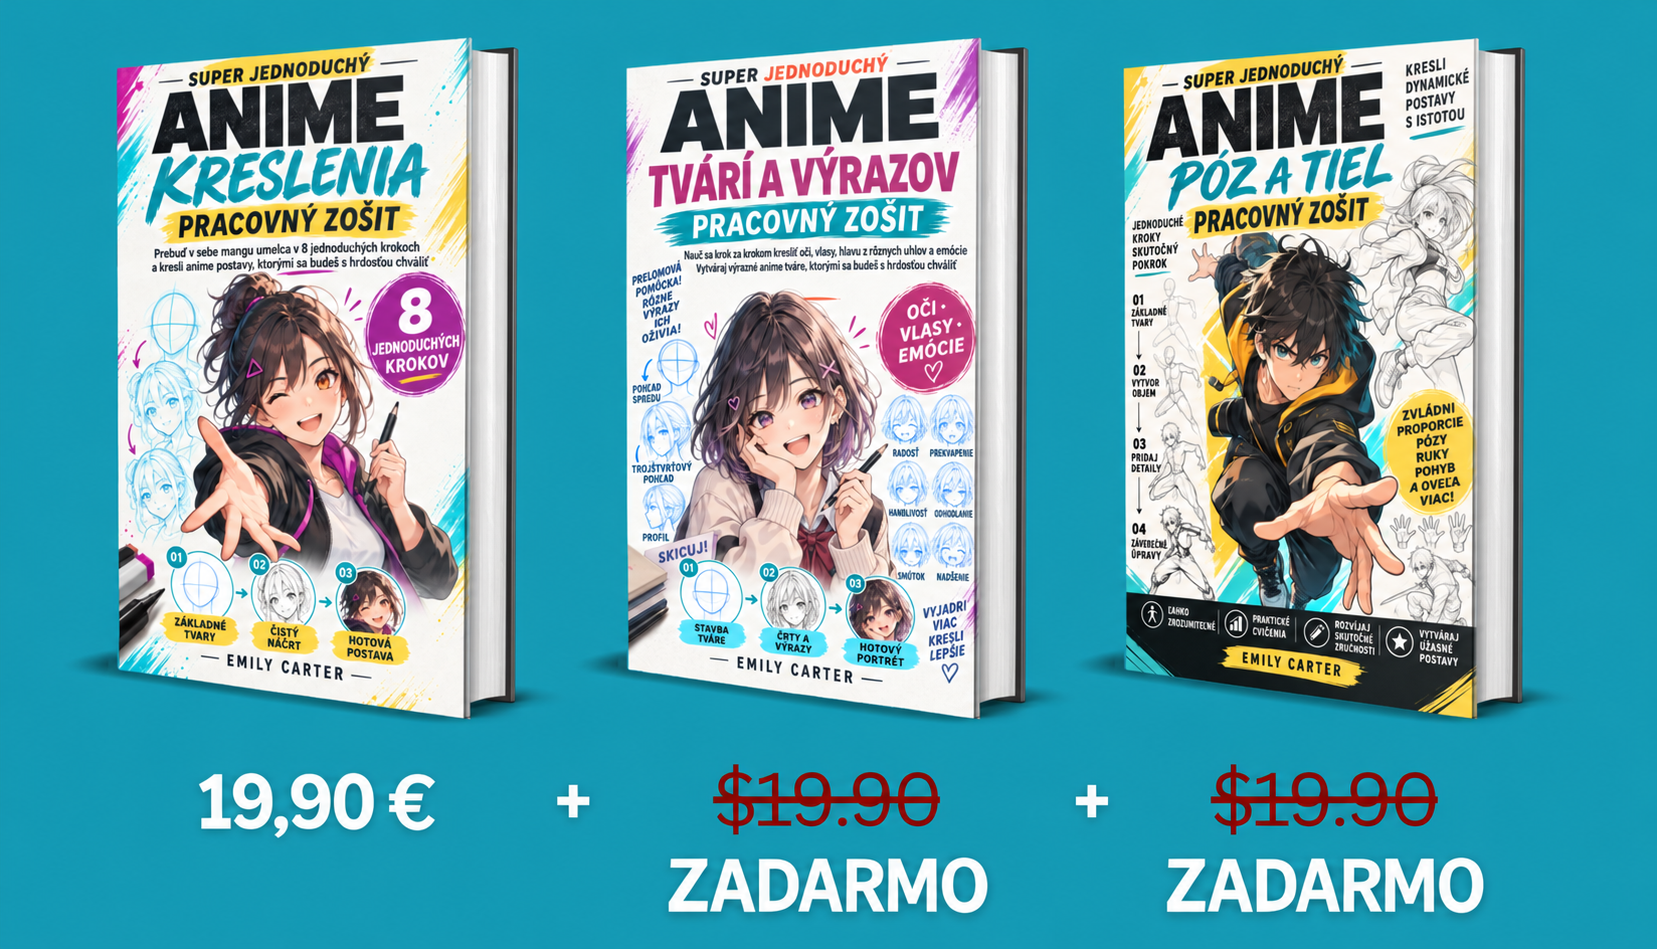 SUPER JEDNODUCHÝ
ANIME
KRESLENIA
PRACOVNÝ ZOŠIT
Prebuď v sebe mangu umelca v 8 jednoduchých krokoch
a kresli anime postavy, ktorými sa budeš s hrdosťou chváliť
8
JEDNODUCHÝCH
KROKOV
01
02
03
ZÁKLADNÉ
TVARY
ČISTÝ
NÁČRT
HOTOVÁ
POSTAVA
EMILY CARTER
SUPER JEDNODUCHÝ
ANIME
TVÁRÍ A VÝRAZOV
PRACOVNÝ ZOŠIT
Nauč sa krok za krokom kresliť oči, vlasy, hlavu z rôznych uhlov a emócie
Vytváraj výrazné anime tváre, ktorými sa budeš s hrdosťou chváliť
PRELOMOVÁ
POMÔCKA!
RÔZNE
VÝRAZY
ICH
OŽIVIA!
OČI ·
VLASY ·
EMÓCIE
POHĽAD
SPREDU
TROJŠTVRŤOVÝ
POHĽAD
PROFIL
RADOSŤ
PREKVAPENIE
HANBLIVOSŤ
ODHODLANIE
SMÚTOK
NADŠENIE
SKICUJ!
01
02
03
STAVBA
TVÁRE
ČRTY A
VÝRAZY
HOTOVÝ
PORTRÉT
VYJADRI
VIAC
KRESLI
LEPŠIE
EMILY CARTER
SUPER JEDNODUCHÝ
ANIME
PÓZ A TIEL
PRACOVNÝ ZOŠIT
KRESLI
DYNAMICKÉ
POSTAVY
S ISTOTOU
JEDNODUCHÉ
KROKY
SKUTOČNÝ
POKROK
01
ZÁKLADNÉ
TVARY
02
VYTVOR
OBJEM
03
PRIDAJ
DETAILY
04
ZÁVEREČNÉ
ÚPRAVY
ZVLÁDNI
PROPORCIE
PÓZY
RUKY
POHYB
A OVEĽA
VIAC!
ĽAHKO
ZROZUMITEĽNÉ
PRAKTICKÉ
CVIČENIA
ROZVÍJAJ
SKUTOČNÉ
ZRUČNOSTI
VYTVÁRAJ
ÚŽASNÉ
POSTAVY
EMILY CARTER
19,90 € + $19.90 + $19.90
ZADARMO ZADARMO